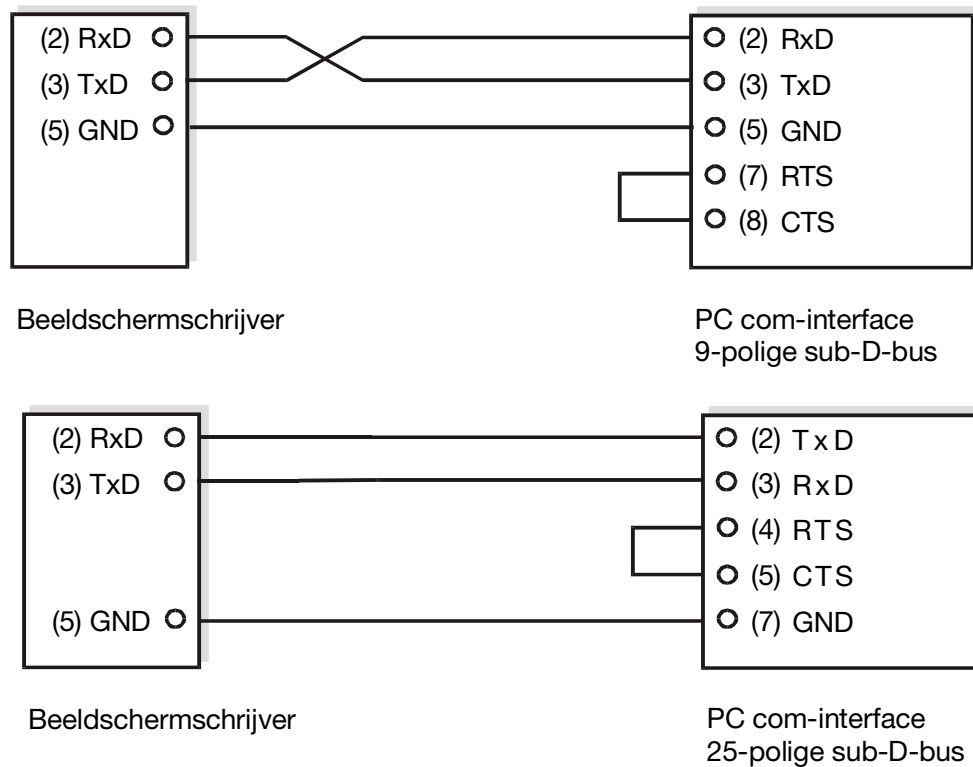 (2) RxD
(3) TxD
(5) GND
(2) RxD
(3) TxD
(5) GND
(7) RTS
(8) CTS
Beeldschermschrijver
PC com-interface
9-polige sub-D-bus
(2) RxD
(3) TxD
(5) GND
(2) TxD
(3) RxD
(4) RTS
(5) CTS
(7) GND
Beeldschermschrijver
PC com-interface
25-polige sub-D-bus